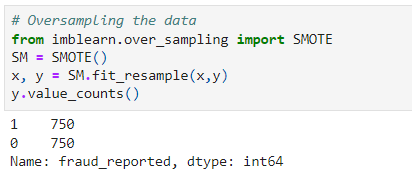 # Oversampling the data
from imblearn.over_sampling import SMOTE
SM = SMOTE()
x, y = SM.fit_resample(x,y)
y.value_counts()
1    750
0    750
Name: fraud_reported, dtype: int64